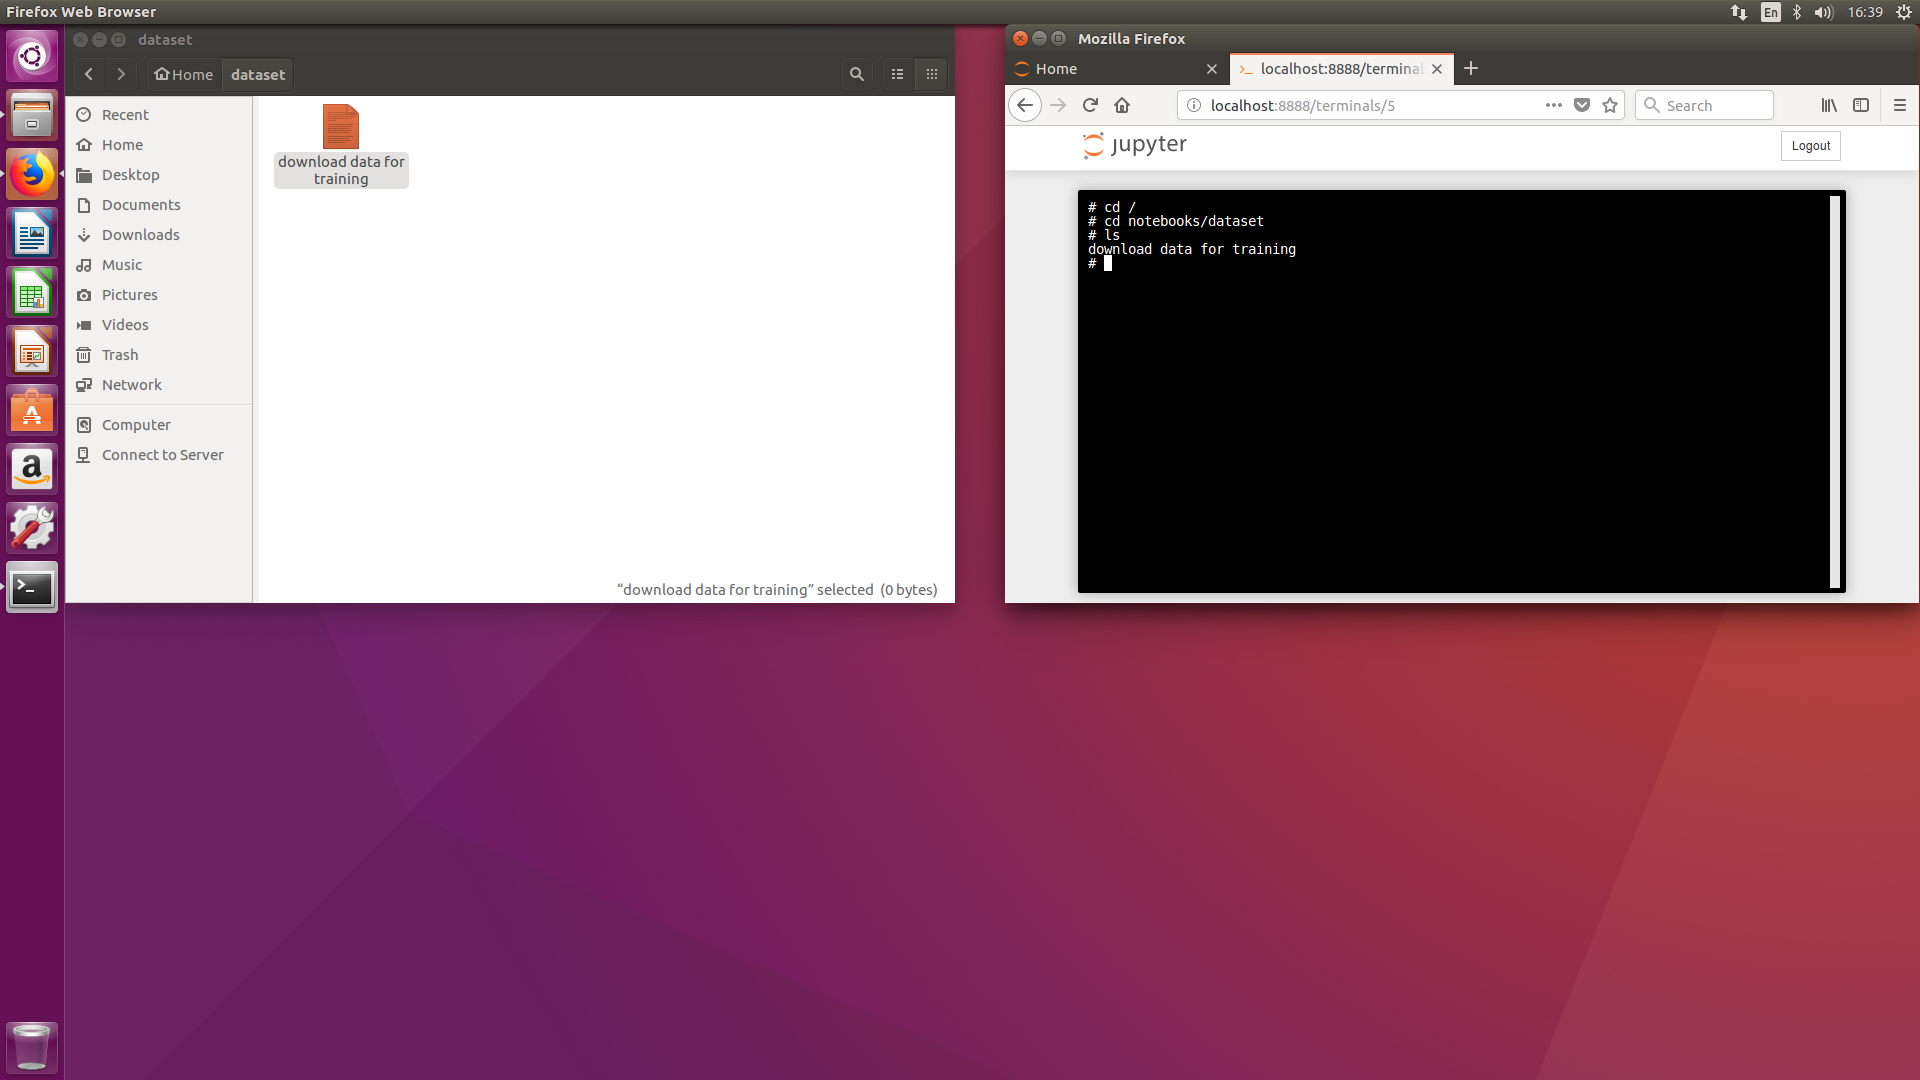 Firefox Web Browser
En
16:39
dataset
Home
dataset
Recent
Home
Desktop
Documents
Downloads
Music
Pictures
Videos
Trash
Network
Computer
Connect to Server
download data for
training
“download data for training” selected (0 bytes)
Mozilla Firefox
Home
localhost:8888/terminal
localhost:8888/terminals/5
Search
jupyter
Logout
# cd /
# cd notebooks/dataset
# ls
download data for training
#